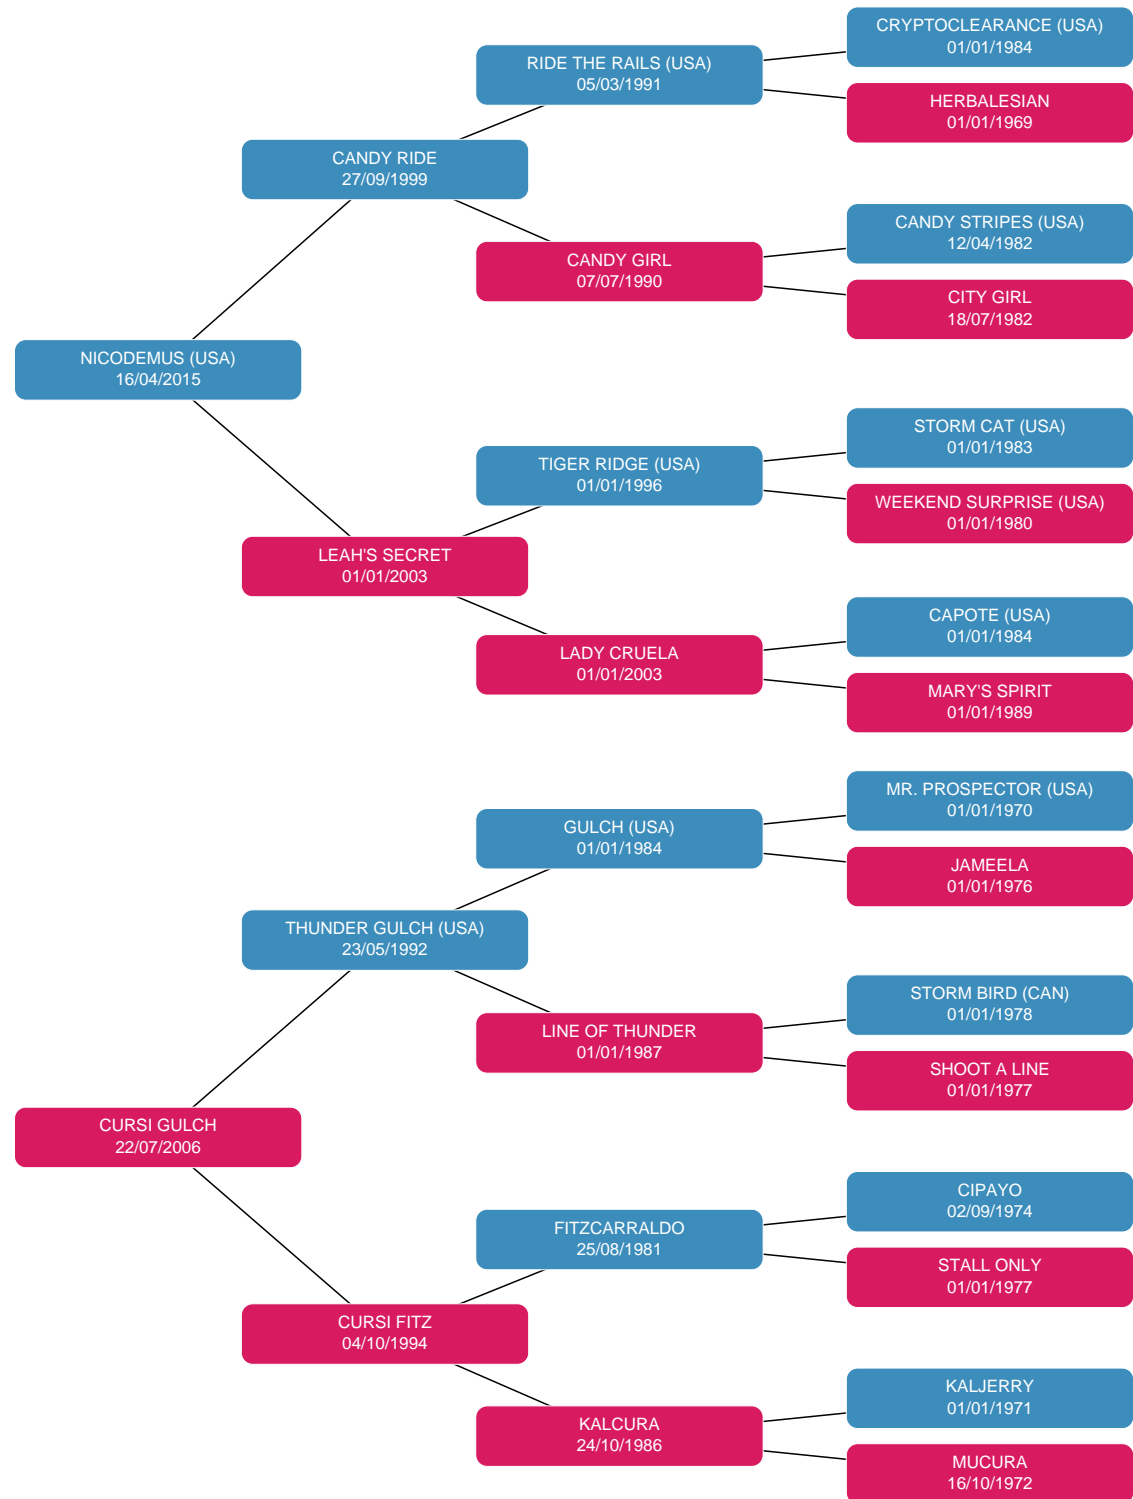 CRYPTOCLEARANCE (USA)
01/01/1984
RIDE THE RAILS (USA)
05/03/1991
HERBALESIAN
01/01/1969
CANDY RIDE
27/09/1999
CANDY STRIPES (USA)
12/04/1982
CANDY GIRL
07/07/1990
CITY GIRL
18/07/1982
NICODEMUS (USA)
16/04/2015
STORM CAT (USA)
01/01/1983
TIGER RIDGE (USA)
01/01/1996
WEEKEND SURPRISE (USA)
01/01/1980
LEAH'S SECRET
01/01/2003
CAPOTE (USA)
01/01/1984
LADY CRUELA
01/01/2003
MARY'S SPIRIT
01/01/1989
MR. PROSPECTOR (USA)
01/01/1970
GULCH (USA)
01/01/1984
JAMEELA
01/01/1976
THUNDER GULCH (USA)
23/05/1992
STORM BIRD (CAN)
01/01/1978
LINE OF THUNDER
01/01/1987
SHOOT A LINE
01/01/1977
CURSI GULCH
22/07/2006
CIPAYO
02/09/1974
FITZCARRALDO
25/08/1981
STALL ONLY
01/01/1977
CURSI FITZ
04/10/1994
KALJERRY
01/01/1971
KALCURA
24/10/1986
MUCURA
16/10/1972